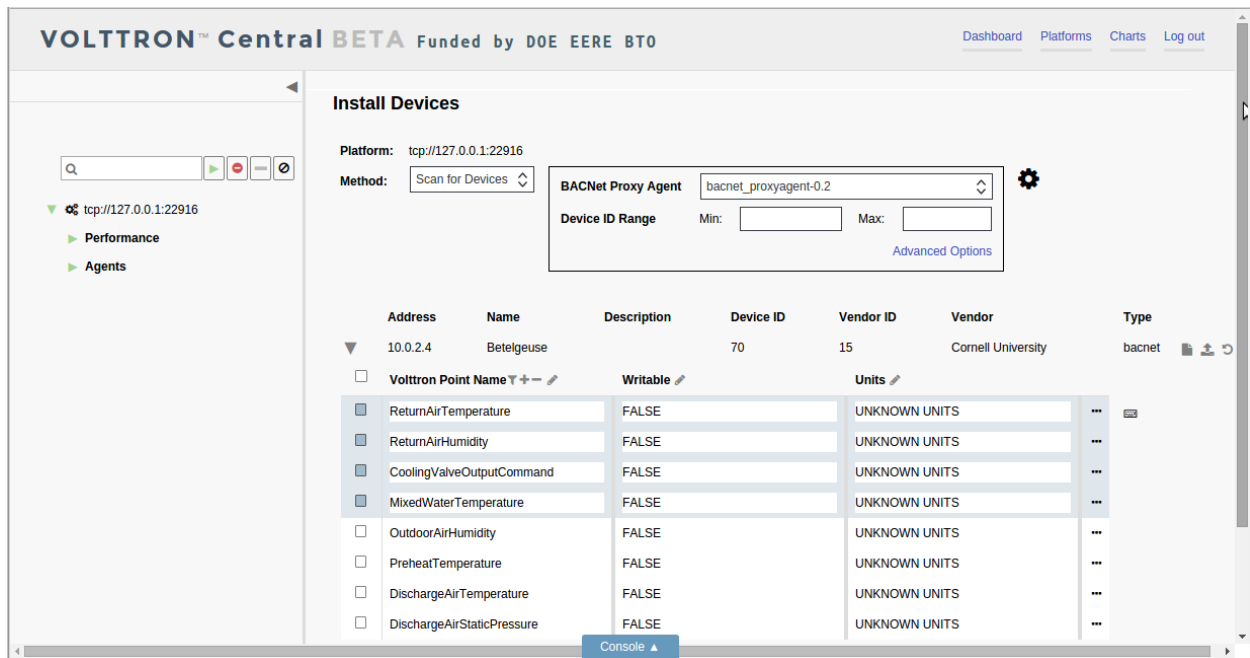 VOLTTRON™ Central BETA Funded by DOE EERE BTO
Dashboard Platforms Charts Log out
Install Devices
Platform: tcp://127.0.0.1:22916
Method: Scan for Devices
BACNet Proxy Agent bacnet_proxyagent-0.2
Device ID Range Min: Max:
Advanced Options
tcp://127.0.0.1:22916
Performance
Agents
Address Name Description Device ID Vendor ID Vendor Type
10.0.2.4 Betelgeuse 70 15 Cornell University bacnet
Volttron Point Name Writable Units
ReturnAirTemperature FALSE UNKNOWN UNITS
ReturnAirHumidity FALSE UNKNOWN UNITS
CoolingValveOutputCommand FALSE UNKNOWN UNITS
MixedWaterTemperature FALSE UNKNOWN UNITS
OutdoorAirHumidity FALSE UNKNOWN UNITS
PreheatTemperature FALSE UNKNOWN UNITS
DischargeAirTemperature FALSE UNKNOWN UNITS
DischargeAirStaticPressure FALSE UNKNOWN UNITS
Console ▲